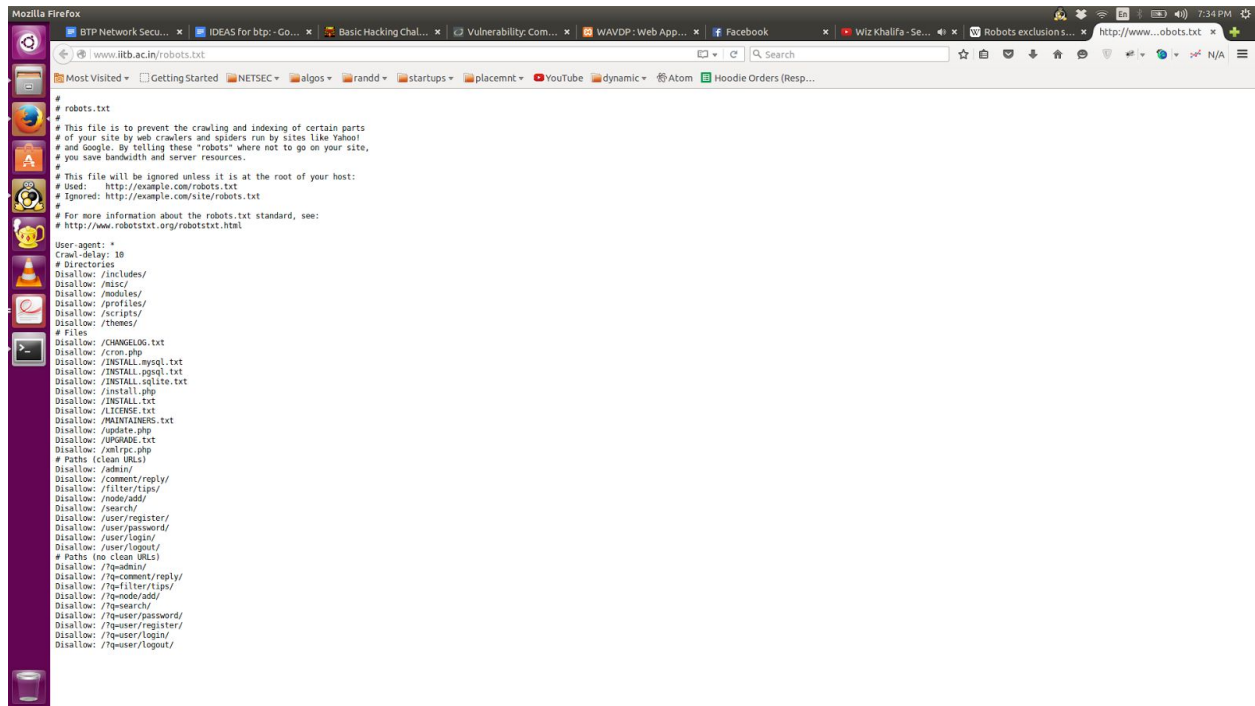 Mozilla Firefox
En
7:34 PM
BTP Network Secu... ×
IDEAS for btp: - Go... ×
Basic Hacking Chal... ×
Vulnerability: Com... ×
WAVDP : Web App... ×
Facebook ×
Wiz Khalifa - Se... ×
Robots exclusion s... ×
http://www...obots.txt ×
www.iitb.ac.in/robots.txt
Search
N/A
Most Visited
Getting Started
NETSEC
algos
randd
startups
placemnt
YouTube
dynamic
Atom
Hoodie Orders (Resp...
#
# robots.txt
#
# This file is to prevent the crawling and indexing of certain parts
# of your site by web crawlers and spiders run by sites like Yahoo!
# and Google. By telling these "robots" where not to go on your site,
# you save bandwidth and server resources.
#
# This file will be ignored unless it is at the root of your host:
# Used:    http://example.com/robots.txt
# Ignored: http://example.com/site/robots.txt
#
# For more information about the robots.txt standard, see:
# http://www.robotstxt.org/robotstxt.html
User-agent: *
Crawl-delay: 10
# Directories
Disallow: /includes/
Disallow: /misc/
Disallow: /modules/
Disallow: /profiles/
Disallow: /scripts/
Disallow: /themes/
# Files
Disallow: /CHANGELOG.txt
Disallow: /cron.php
Disallow: /INSTALL.mysql.txt
Disallow: /INSTALL.pgsql.txt
Disallow: /INSTALL.sqlite.txt
Disallow: /install.php
Disallow: /INSTALL.txt
Disallow: /LICENSE.txt
Disallow: /MAINTAINERS.txt
Disallow: /update.php
Disallow: /UPGRADE.txt
Disallow: /xmlrpc.php
# Paths (clean URLs)
Disallow: /admin/
Disallow: /comment/reply/
Disallow: /filter/tips/
Disallow: /node/add/
Disallow: /search/
Disallow: /user/register/
Disallow: /user/password/
Disallow: /user/login/
Disallow: /user/logout/
# Paths (no clean URLs)
Disallow: /?q=admin/
Disallow: /?q=comment/reply/
Disallow: /?q=filter/tips/
Disallow: /?q=node/add/
Disallow: /?q=search/
Disallow: /?q=user/password/
Disallow: /?q=user/register/
Disallow: /?q=user/login/
Disallow: /?q=user/logout/